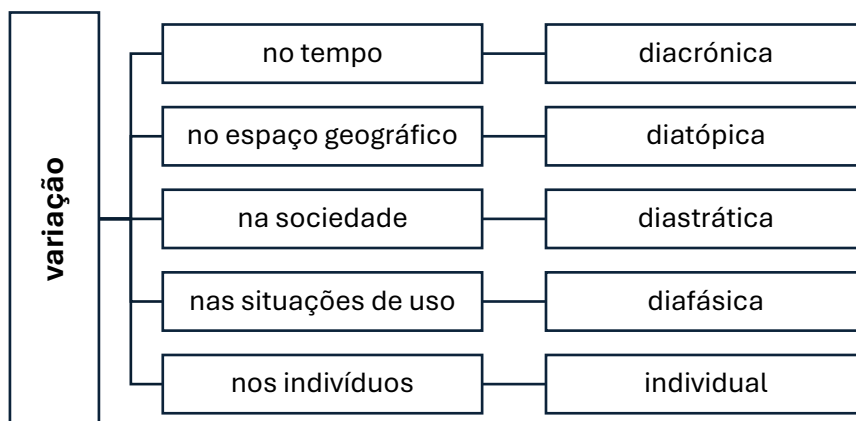 variação
no tempo
diacrónica
no espaço geográfico
diatópica
na sociedade
diastrática
nas situações de uso
diafásica
nos indivíduos
individual